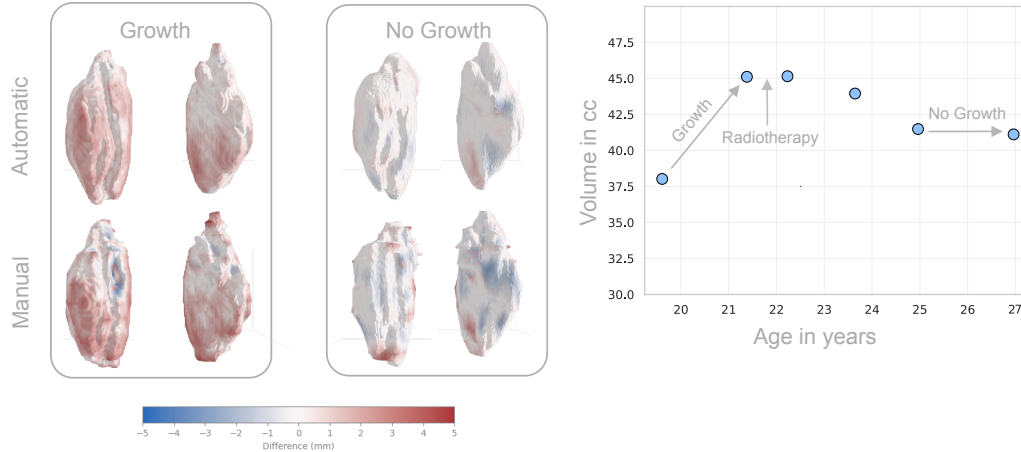 Growth
No Growth
Automatic
Manual
-5 -4 -3 -2 -1 0 1 2 3 4 5
Difference (mm)
Volume in cc
47.5
45.0
42.5
40.0
37.5
35.0
32.5
30.0
Growth
Radiotherapy
No Growth
20 21 22 23 24 25 26 27
Age in years